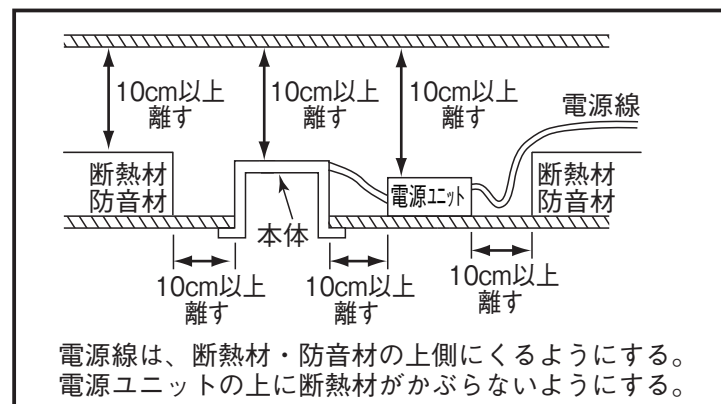 10cm以上
離す
10cm以上
離す
10cm以上
離す
電源線
断熱材
防音材
電源ユニット
断熱材
防音材
本体
10cm以上
離す
10cm以上
離す
10cm以上
離す
電源線は、断熱材・防音材の上側にくるようにする。
電源ユニットの上に断熱材がかぶらないようにする。